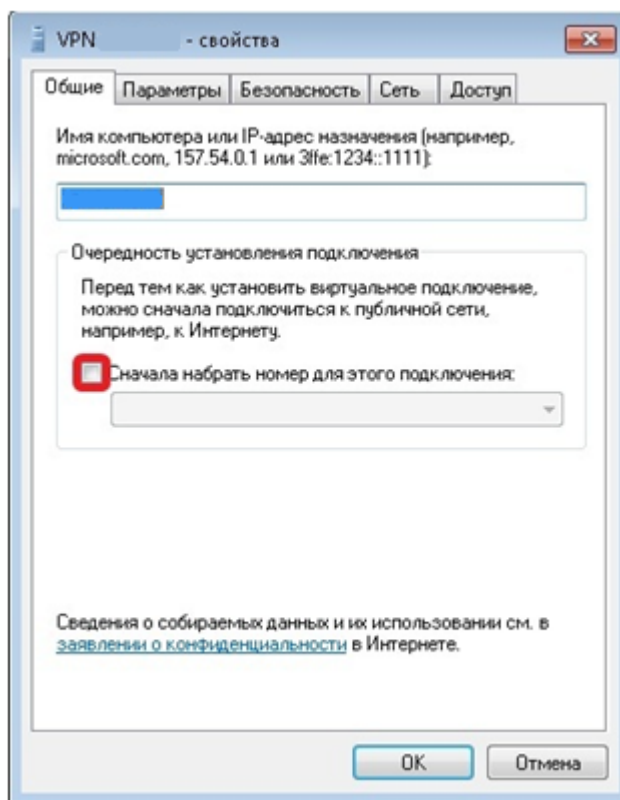 VPN - свойства
Общие Параметры Безопасность Сеть Доступ
Имя компьютера или IP-адрес назначения (например,
microsoft.com, 157.54.0.1 или 3ffe:1234::1111):
Очередность установления подключения
Перед тем как установить виртуальное подключение,
можно сначала подключиться к публичной сети,
например, к Интернету.
Сначала набрать номер для этого подключения:
Сведения о собираемых данных и их использовании см. в
заявлении о конфиденциальности в Интернете.
OK Отмена